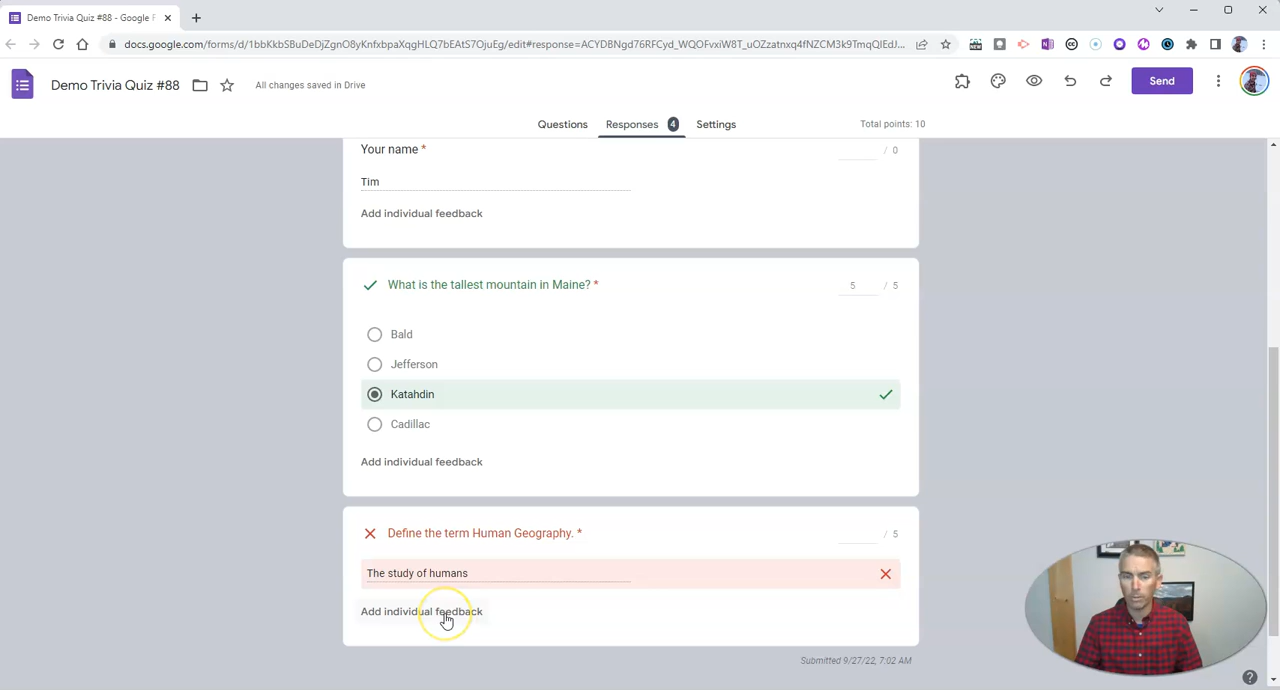 Demo Trivia Quiz #88 - Google F
docs.google.com/forms/d/1bbKkbSBuDeDjZgnO8yKnfxbpaXqgHLO7bEAtS7OjuEg/edit#response=ACYDBNgd76RFCyd_WQOFvxiW8T_uOZzatnxq4fNZCM3k9TmqQIEdJ...
Demo Trivia Quiz #88
All changes saved in Drive
Send
Questions
Responses 4
Settings
Total points: 10
Your name *
/ 0
Tim
Add individual feedback
What is the tallest mountain in Maine? *
5 / 5
Bald
Jefferson
Katahdin
Cadillac
Add individual feedback
Define the term Human Geography. *
/ 5
The study of humans
Add individual feedback
Submitted 9/27/22, 7:02 AM